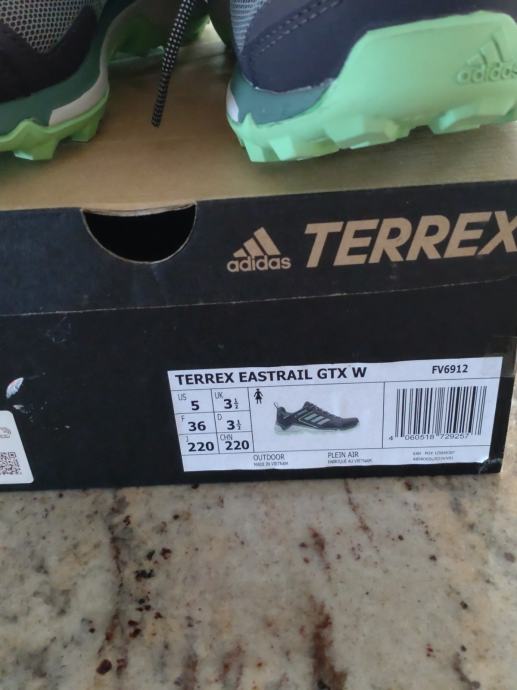 adidas
adidas TERREX
TERREX EASTRAIL GTX W FV6912
US 5 UK 3½
F 36 D 3½
J 220 CHN 220
4 060518 729257
OUTDOOR PLEIN AIR
MADE IN VIETNAM FABRIQUÉ AU VIETNAM